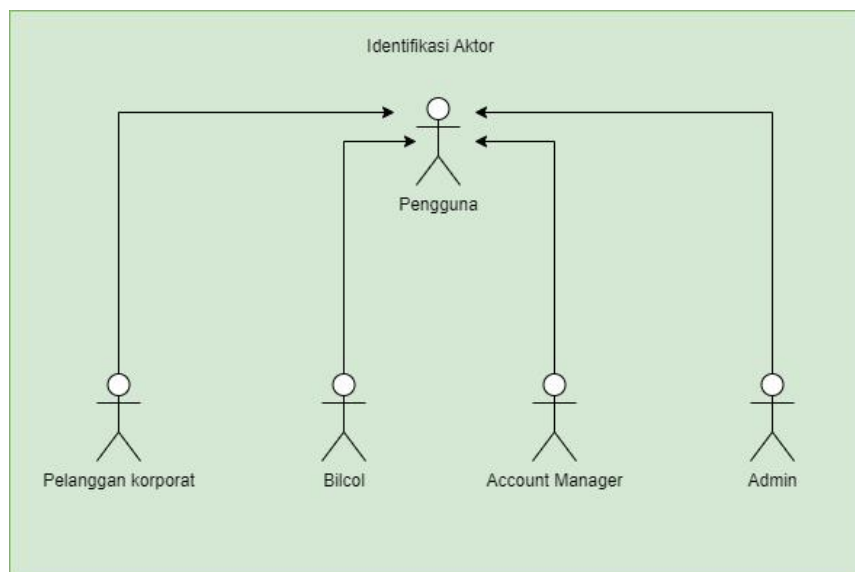 Identifikasi Aktor
Pengguna
Pelanggan korporat
Bilcol
Account Manager
Admin